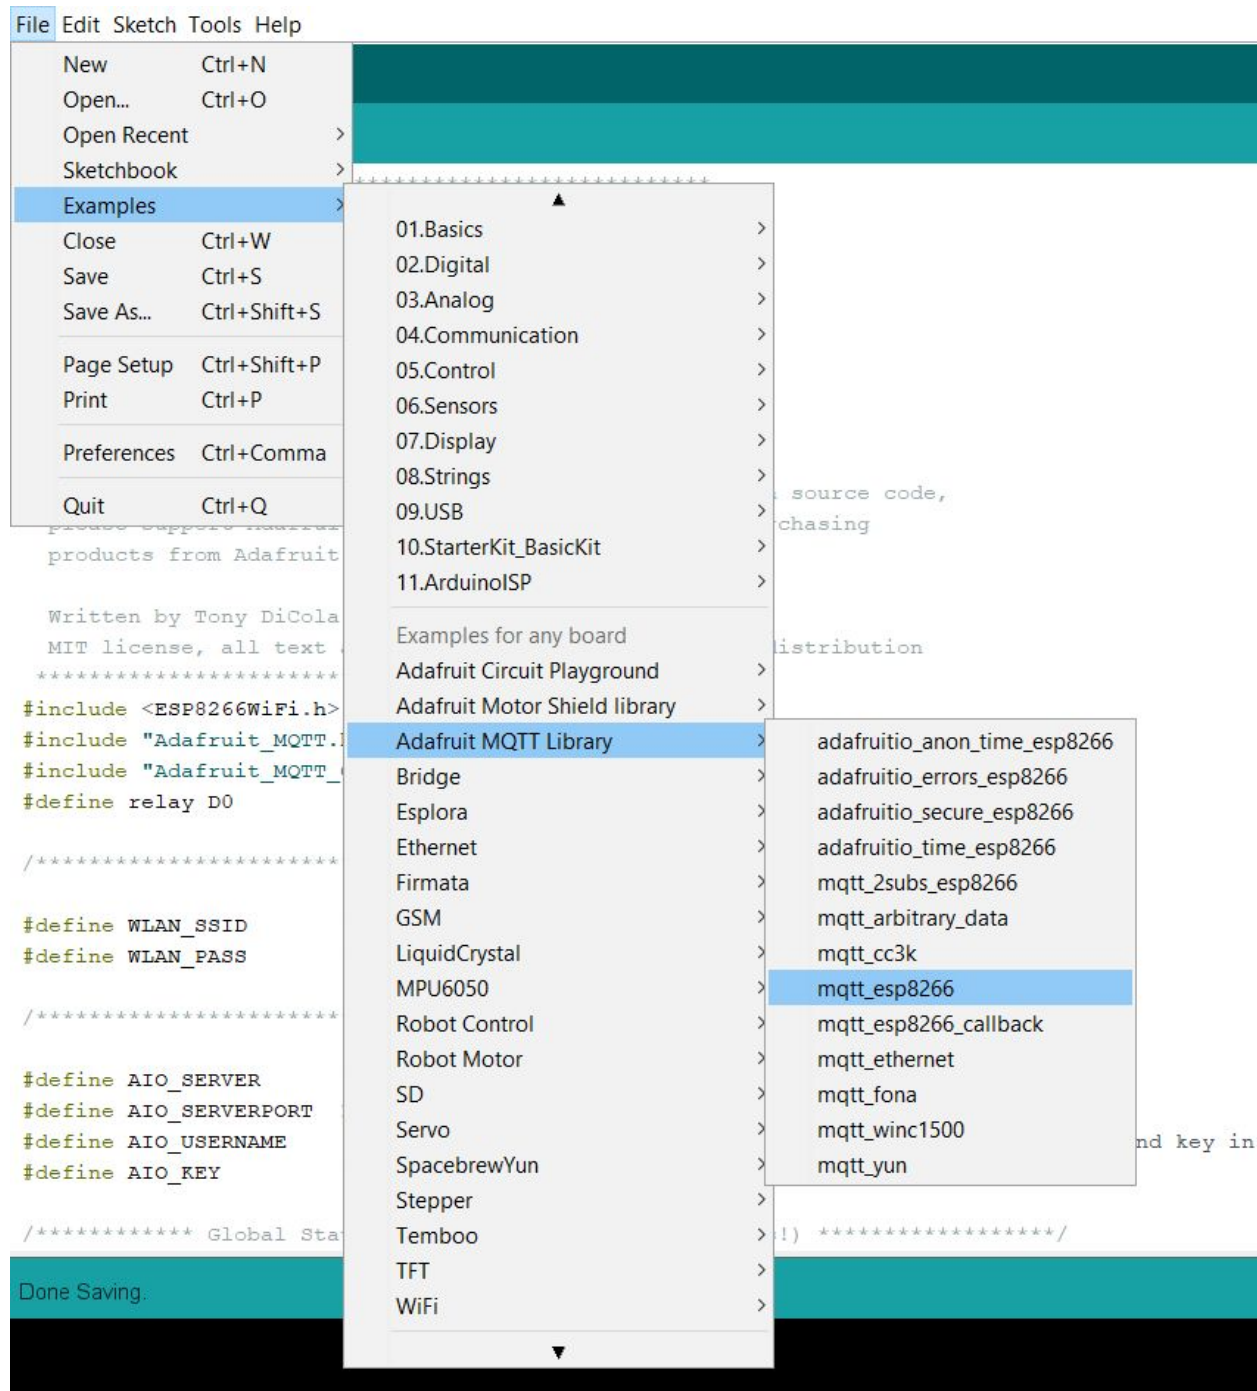 File Edit Sketch Tools Help
New Ctrl+N
Open... Ctrl+O
Open Recent
Sketchbook
Examples
Close Ctrl+W
Save Ctrl+S
Save As... Ctrl+Shift+S
Page Setup Ctrl+Shift+P
Print Ctrl+P
Preferences Ctrl+Comma
Quit Ctrl+Q
01.Basics
02.Digital
03.Analog
04.Communication
05.Control
06.Sensors
07.Display
08.Strings
09.USB
10.StarterKit_BasicKit
11.ArduinoISP
Examples for any board
Adafruit Circuit Playground
Adafruit Motor Shield library
Adafruit MQTT Library
Bridge
Esplora
Ethernet
Firmata
GSM
LiquidCrystal
MPU6050
Robot Control
Robot Motor
SD
Servo
SpacebrewYun
Stepper
Temboo
TFT
WiFi
adafruitio_anon_time_esp8266
adafruitio_errors_esp8266
adafruitio_secure_esp8266
adafruitio_time_esp8266
mqtt_2subs_esp8266
mqtt_arbitrary_data
mqtt_cc3k
mqtt_esp8266
mqtt_esp8266_callback
mqtt_ethernet
mqtt_fona
mqtt_winc1500
mqtt_yun
***************************
source code,
chasing
products from Adafruit
Written by Tony DiCola
MIT license, all text istribution
***********************
#include <ESP8266WiFi.h>
#include "Adafruit_MQTT.
#include "Adafruit_MQTT_
#define relay D0
/***********************
#define WLAN_SSID
#define WLAN_PASS
/***********************
#define AIO_SERVER
#define AIO_SERVERPORT
#define AIO_USERNAME nd key in
#define AIO_KEY
/************ Global Sta !) ******************/
Done Saving.